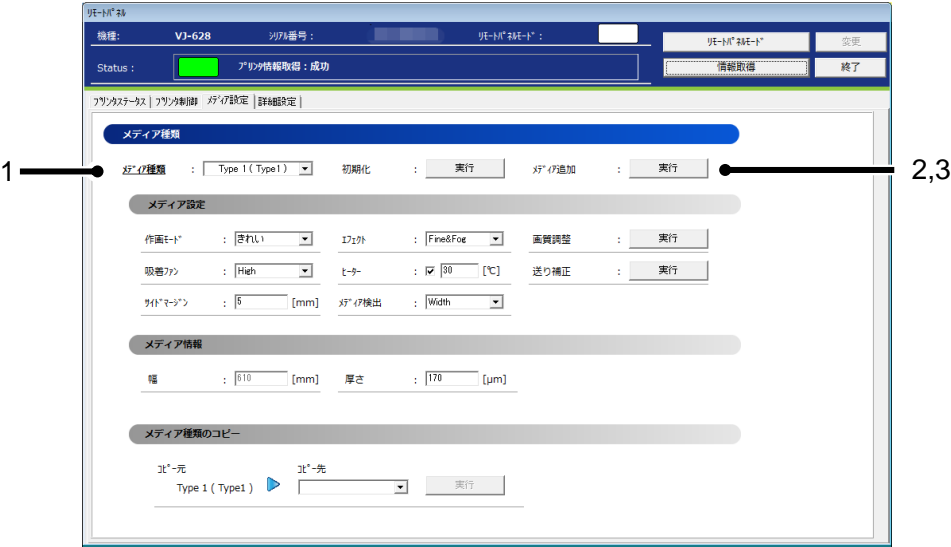 ﾘﾓｰﾄﾊﾟﾈﾙ
機種: VJ-628 ｼﾘｱﾙ番号 : ﾘﾓｰﾄﾊﾟﾈﾙﾓｰﾄﾞ : ﾘﾓｰﾄﾊﾟﾈﾙﾓｰﾄﾞ 変更
Status : ﾌﾟﾘﾝﾀ情報取得 : 成功 情報取得 終了
ﾌﾟﾘﾝﾀｽﾃｰﾀｽ ﾌﾟﾘﾝﾀ制御 ﾒﾃﾞｨｱ設定 詳細設定
メディア種類
1 ﾒﾃﾞｨｱ種類 : Type 1 ( Type1 ) 初期化 : 実行 ﾒﾃﾞｨｱ追加 : 実行 2,3
メディア設定
作画ﾓｰﾄﾞ : きれい ｴﾌｪｸﾄ : Fine&Fog 画質調整 : 実行
吸着ﾌｧﾝ : High ﾋｰﾀｰ : 30 [℃] 送り補正 : 実行
ｻｲﾄﾞﾏｰｼﾞﾝ : 5 [mm] ﾒﾃﾞｨｱ検出 : Width
メディア情報
幅 : 610 [mm] 厚さ : 170 [μm]
メディア種類のコピー
ｺﾋﾟｰ元 ｺﾋﾟｰ先
Type 1 ( Type1 ) 実行